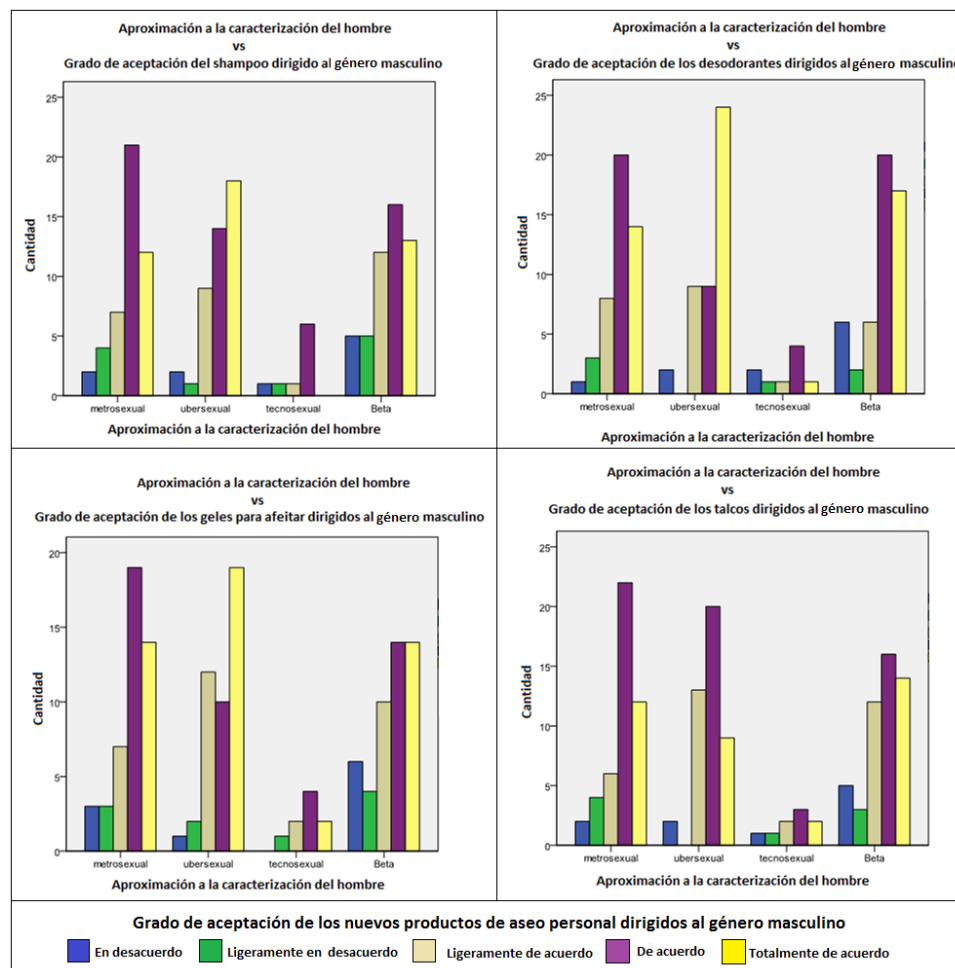 Aproximación a la caracterización del hombre
vs
Grado de aceptación del shampoo dirigido al género masculino
25
20
15
10
5
0
Cantidad
metrosexual ubersexual tecnosexual Beta
Aproximación a la caracterización del hombre
Aproximación a la caracterización del hombre
vs
Grado de aceptación de los desodorantes dirigidos al género masculino
25
20
15
10
5
0
Cantidad
metrosexual ubersexual tecnosexual Beta
Aproximación a la caracterización del hombre
Aproximación a la caracterización del hombre
vs
Grado de aceptación de los geles para afeitar dirigidos al género masculino
20
15
10
5
0
Cantidad
metrosexual ubersexual tecnosexual Beta
Aproximación a la caracterización del hombre
Aproximación a la caracterización del hombre
vs
Grado de aceptación de los talcos dirigidos al género masculino
25
20
15
10
5
0
Cantidad
metrosexual ubersexual tecnosexual Beta
Aproximación a la caracterización del hombre
Grado de aceptación de los nuevos productos de aseo personal dirigidos al género masculino
En desacuerdo Ligeramente en desacuerdo Ligeramente de acuerdo De acuerdo Totalmente de acuerdo